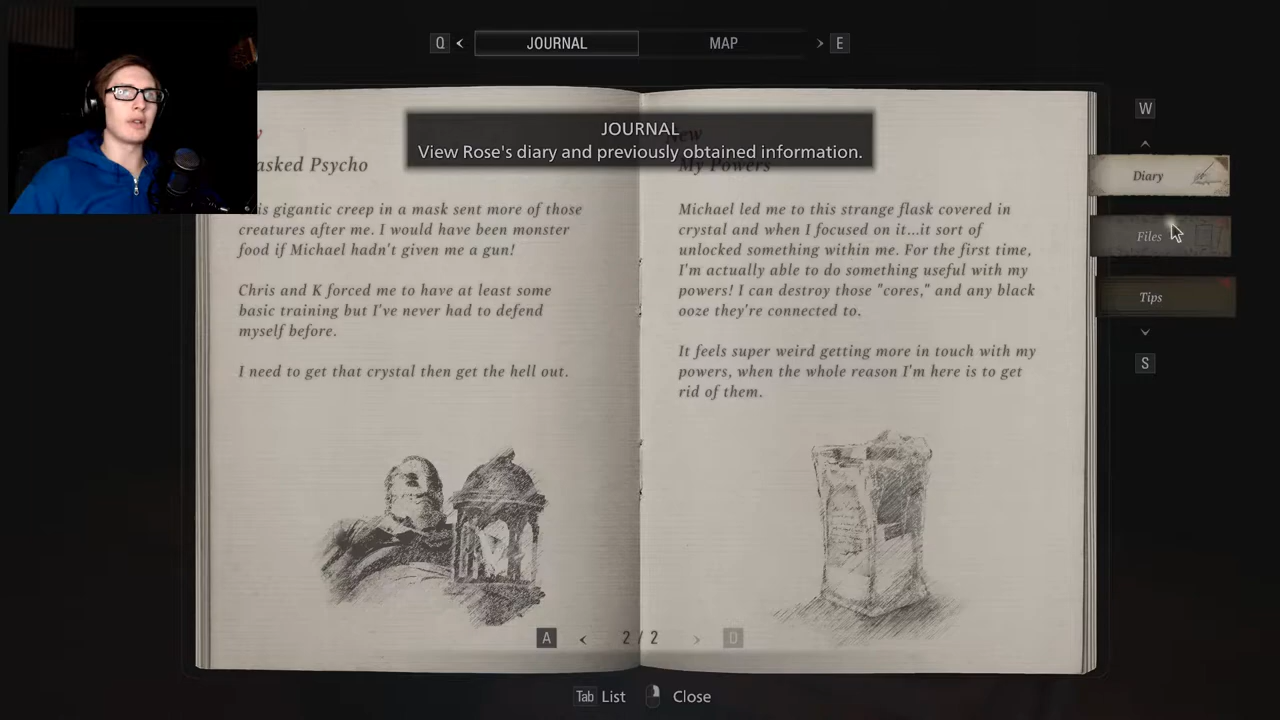 Q < JOURNAL MAP > E
JOURNAL
View Rose's diary and previously obtained information.
asked Psycho
gigantic creep in a mask sent more of those
creatures after me. I would have been monster
food if Michael hadn't given me a gun!
Chris and K forced me to have at least some
basic training but I've never had to defend
myself before.
I need to get that crystal then get the hell out.
My Powers
Michael led me to this strange flask covered in
crystal and when I focused on it...it sort of
unlocked something within me. For the first time,
I'm actually able to do something useful with my
powers! I can destroy those "cores," and any black
ooze they're connected to.
It feels super weird getting more in touch with my
powers, when the whole reason I'm here is to get
rid of them.
W
Diary
Files
Tips
S
A < 2 / 2 > D
Tab List Close